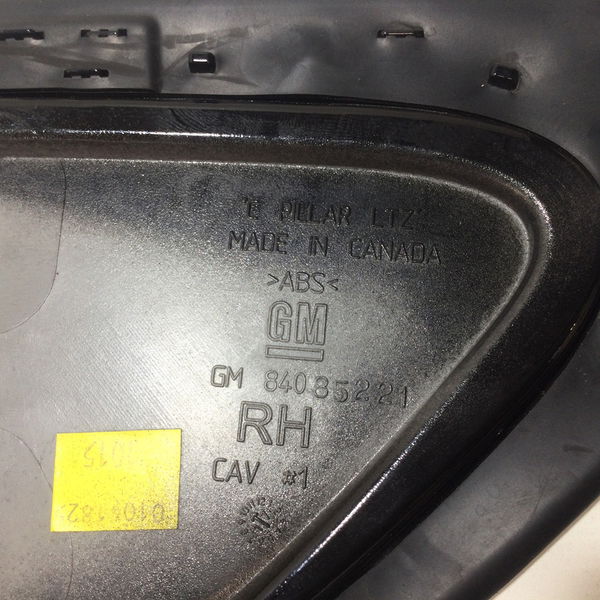 "E PILLAR LTZ"
MADE IN CANADA
>ABS<
GM
GM 84085221
RH
CAV #1